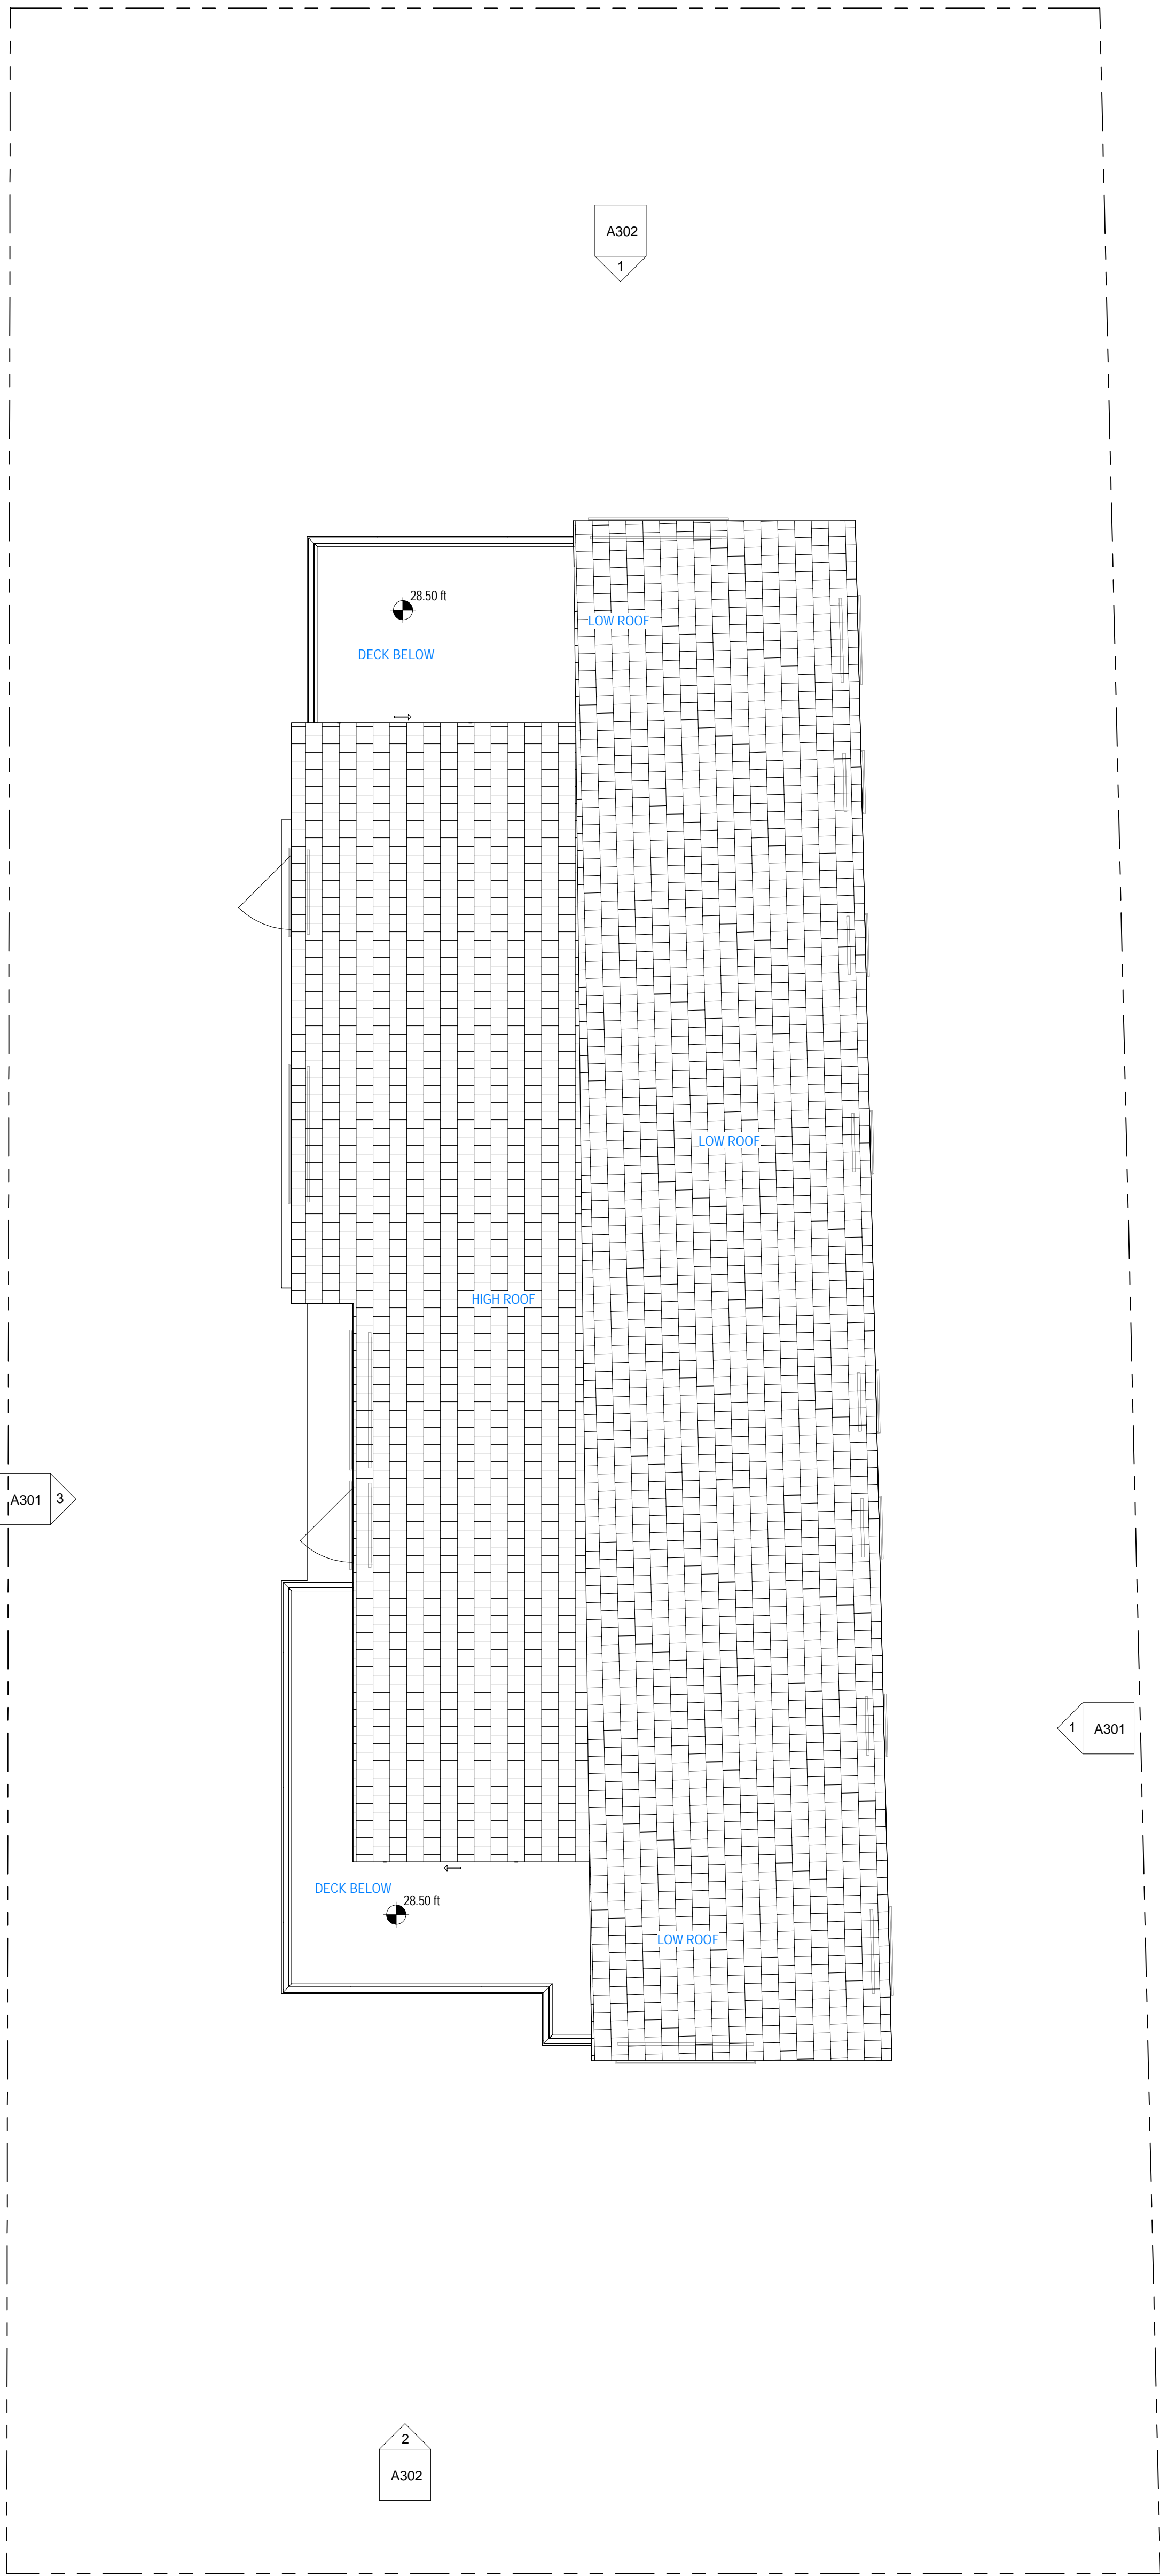 A302
1
28.50 ft
LOW ROOF
DECK BELOW
LOW ROOF
HIGH ROOF
A301 3
1 A301
DECK BELOW
28.50 ft
LOW ROOF
2
A302